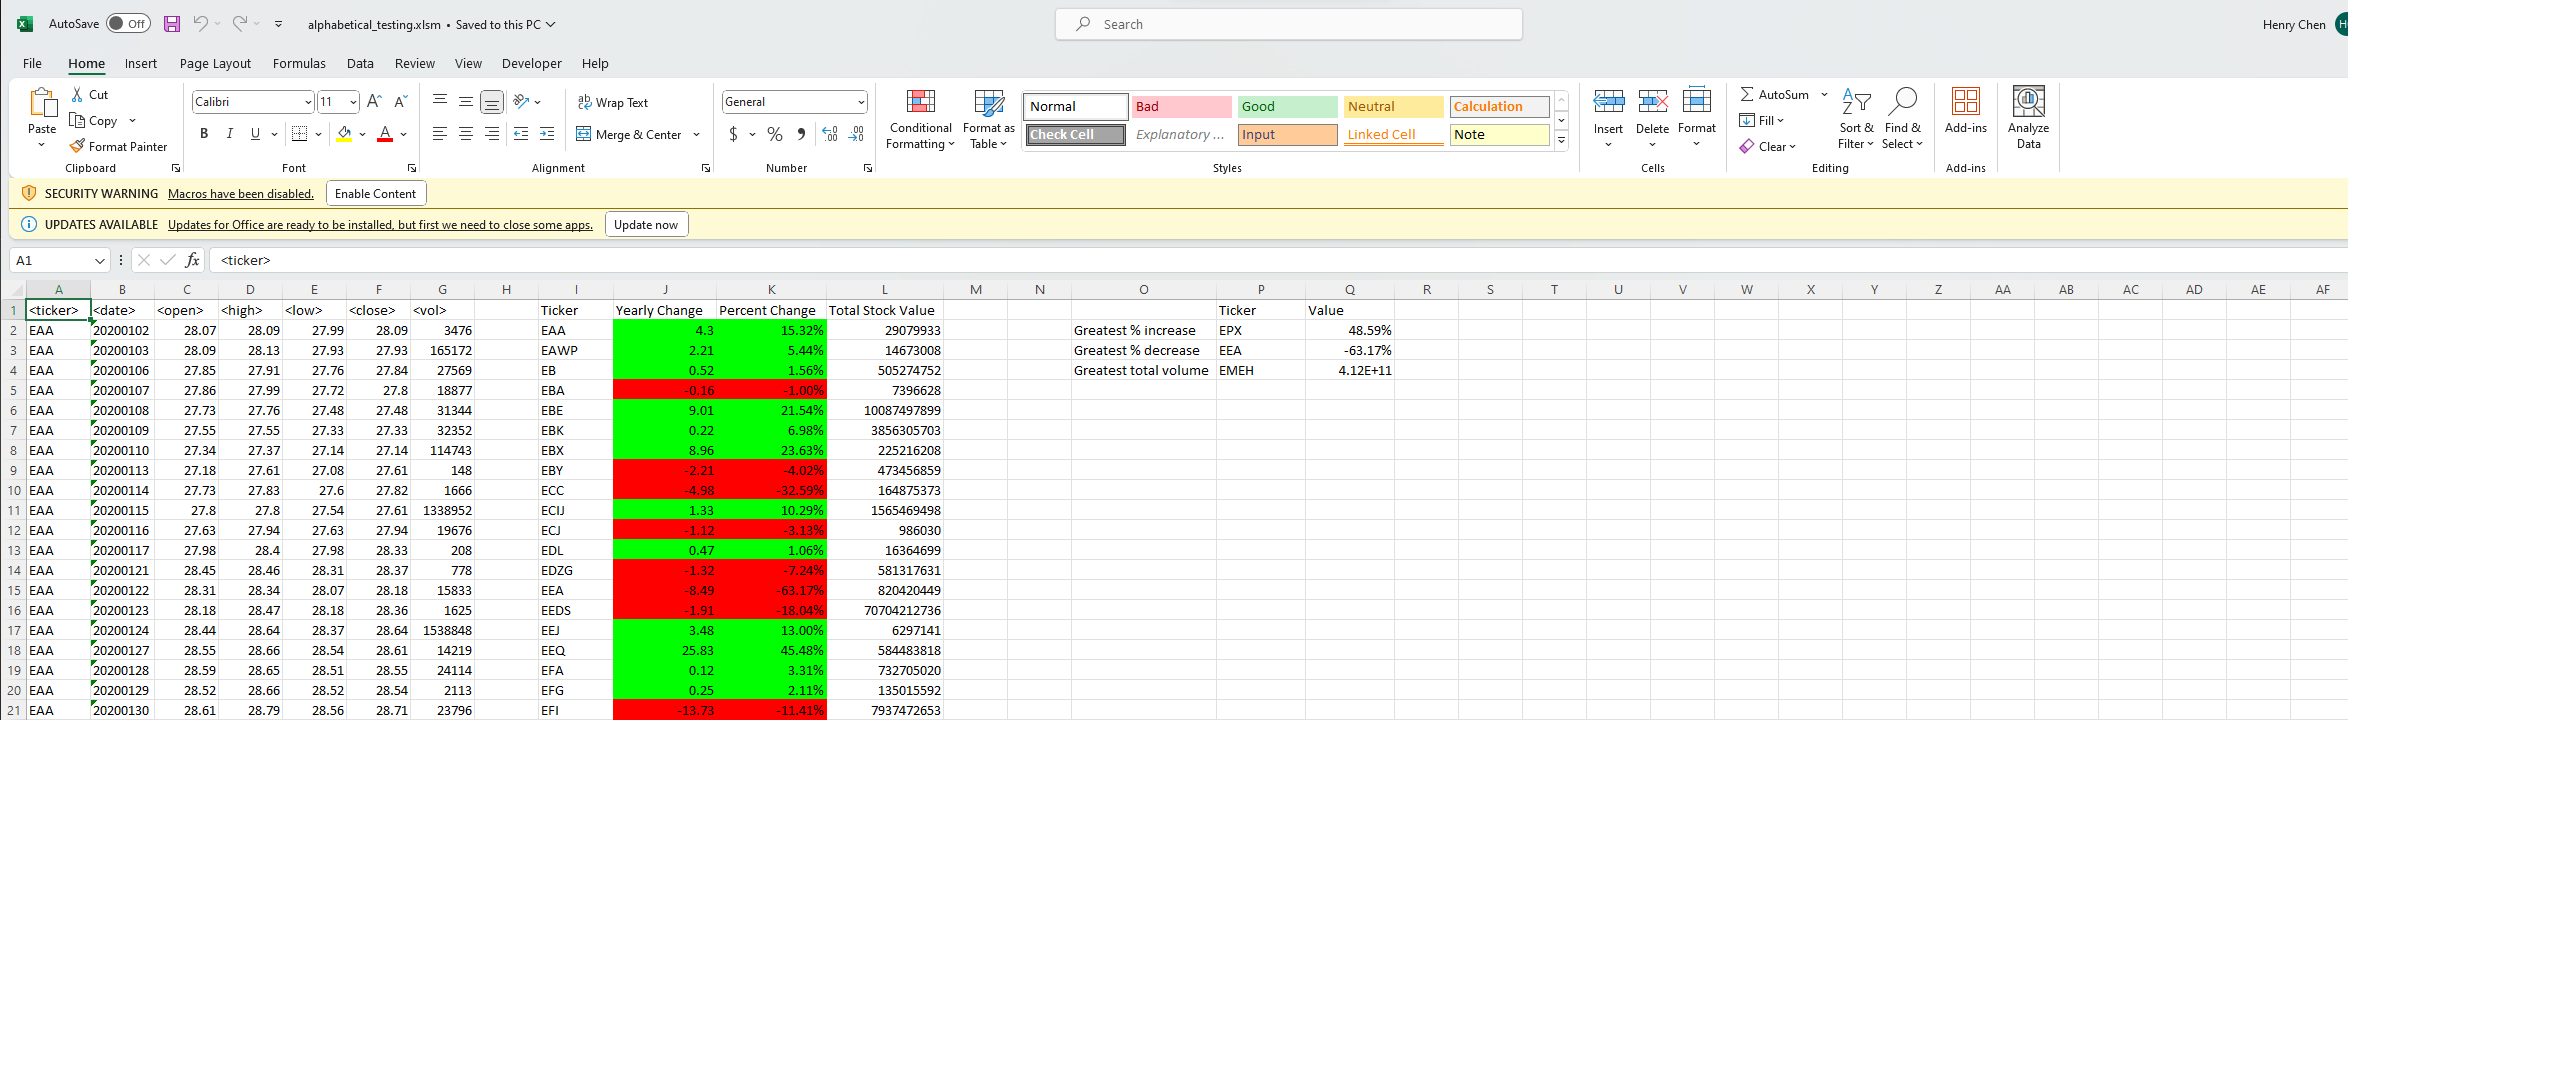 AutoSave Off alphabetical_testing.xlsm • Saved to this PC Search Henry Chen
File Home Insert Page Layout Formulas Data Review View Developer Help
Paste Cut Copy Format Painter Clipboard
Calibri 11 B I U A Font
Wrap Text Merge & Center Alignment
General $ % Number
Conditional Formatting Format as Table
Normal Bad Good Neutral Calculation
Check Cell Explanatory ... Input Linked Cell Note
Styles
Insert Delete Format Cells
AutoSum Fill Clear Sort & Filter Find & Select Editing
Add-ins Add-ins
Analyze Data
SECURITY WARNING Macros have been disabled. Enable Content
UPDATES AVAILABLE Updates for Office are ready to be installed, but first we need to close some apps. Update now
A1 fx <ticker>
A B C D E F G H I J K L M N O P Q R S T U V W X Y Z AA AB AC AD AE AF
1 <ticker> <date> <open> <high> <low> <close> <vol> Ticker Yearly Change Percent Change Total Stock Value Ticker Value
2 EAA 20200102 28.07 28.09 27.99 28.09 3476 EAA 4.3 15.32% 29079933 Greatest % increase EPX 48.59%
3 EAA 20200103 28.09 28.13 27.93 27.93 165172 EAWP 2.21 5.44% 14673008 Greatest % decrease EEA -63.17%
4 EAA 20200106 27.85 27.91 27.76 27.84 27569 EB 0.52 1.56% 505274752 Greatest total volume EMEH 4.12E+11
5 EAA 20200107 27.86 27.99 27.72 27.8 18877 EBA -0.16 -1.00% 7396628
6 EAA 20200108 27.73 27.76 27.48 27.48 31344 EBE 9.01 21.54% 10087497899
7 EAA 20200109 27.55 27.55 27.33 27.33 32352 EBK 0.22 6.98% 3856305703
8 EAA 20200110 27.34 27.37 27.14 27.14 114743 EBX 8.96 23.63% 225216208
9 EAA 20200113 27.18 27.61 27.08 27.61 148 EBY -2.21 -4.02% 473456859
10 EAA 20200114 27.73 27.83 27.6 27.82 1666 ECC -4.98 -32.59% 164875373
11 EAA 20200115 27.8 27.8 27.54 27.61 1338952 ECIJ 1.33 10.29% 1565469498
12 EAA 20200116 27.63 27.94 27.63 27.94 19676 ECJ -1.12 -3.13% 986030
13 EAA 20200117 27.98 28.4 27.98 28.33 208 EDL 0.47 1.06% 16364699
14 EAA 20200121 28.45 28.46 28.31 28.37 778 EDZG -1.32 -7.24% 581317631
15 EAA 20200122 28.31 28.34 28.07 28.18 15833 EEA -8.49 -63.17% 820420449
16 EAA 20200123 28.18 28.47 28.18 28.36 1625 EEDS -1.91 -18.04% 70704212736
17 EAA 20200124 28.44 28.64 28.37 28.64 1538848 EEJ 3.48 13.00% 6297141
18 EAA 20200127 28.55 28.66 28.54 28.61 14219 EEQ 25.83 45.48% 584483818
19 EAA 20200128 28.59 28.65 28.51 28.55 24114 EFA 0.12 3.31% 732705020
20 EAA 20200129 28.52 28.66 28.52 28.54 2113 EFG 0.25 2.11% 135015592
21 EAA 20200130 28.61 28.79 28.56 28.71 23796 EFI -13.73 -11.41% 7937472653